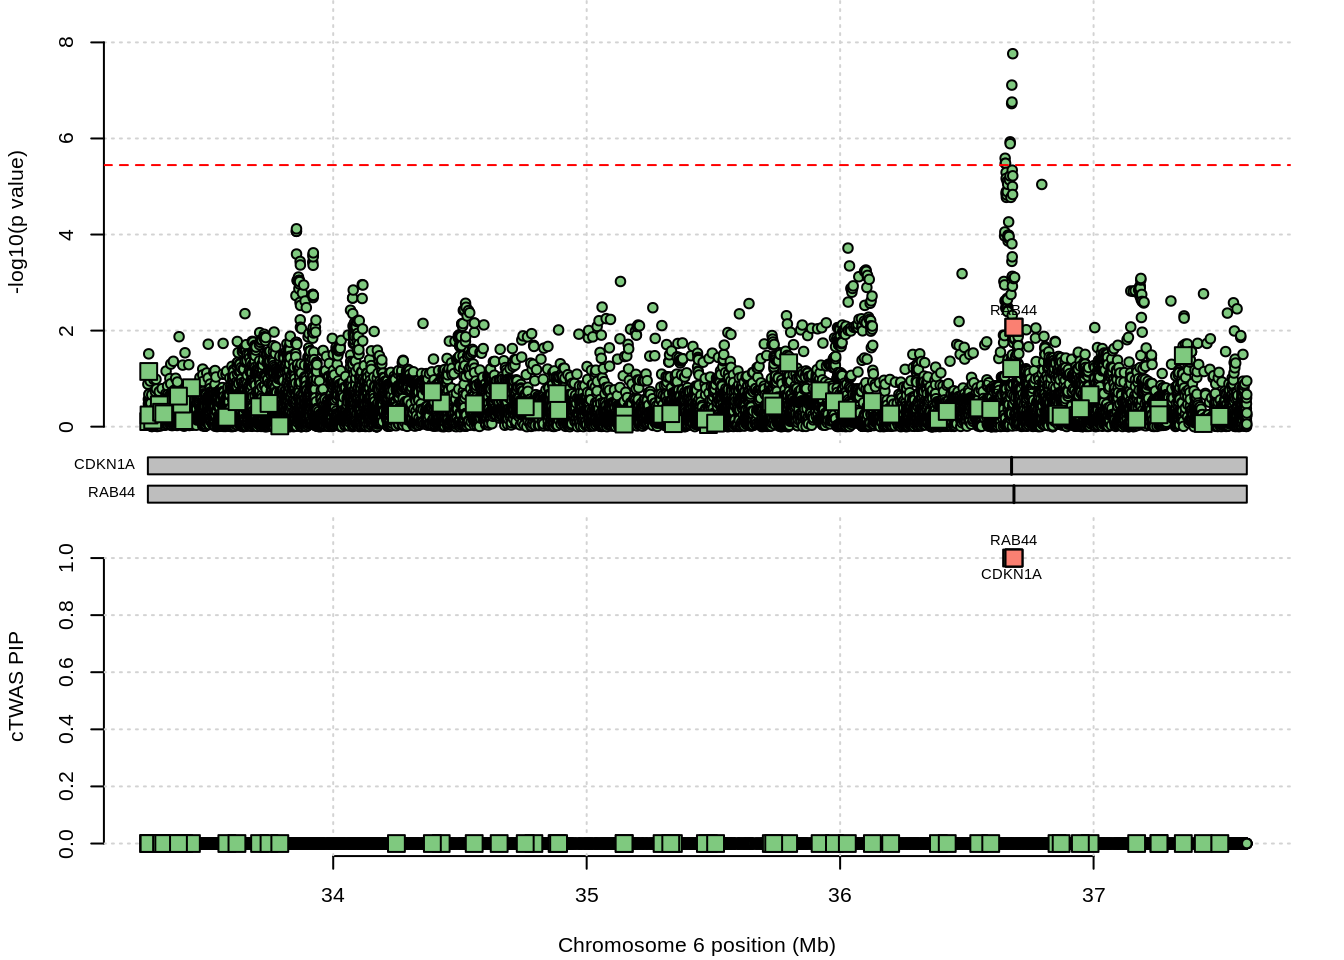 8
6
4
2
0
-log10(p value)
RAB44
CDKN1A
RAB44
RAB44
CDKN1A
1.0
0.8
0.6
0.4
0.2
0.0
cTWAS PIP
34 35 36 37
Chromosome 6 position (Mb)